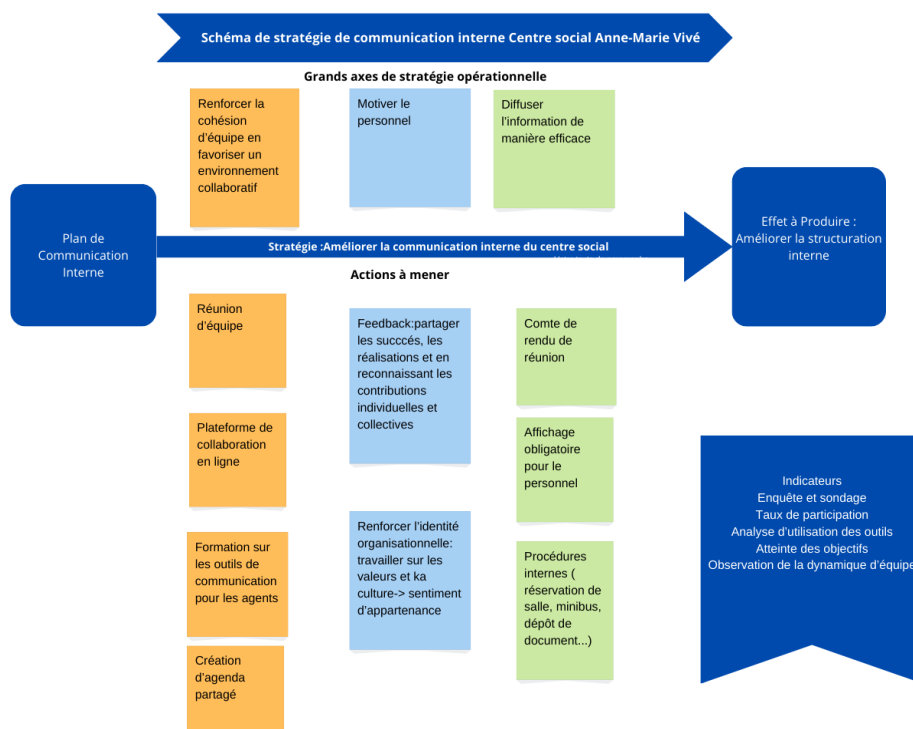 Schéma de stratégie de communication interne Centre social Anne-Marie Vivé
Grands axes de stratégie opérationnelle
Renforcer la
cohésion
d'équipe en
favoriser un
environnement
collaboratif
Motiver le
personnel
Diffuser
l'information de
manière efficace
Plan de
Communication
Interne
Stratégie :Améliorer la communication interne du centre social
Effet à Produire :
Améliorer la structuration
interne
Actions à mener
Réunion
d'équipe
Plateforme de
collaboration
en ligne
Formation sur
les outils de
communication
pour les agents
Création
d'agenda
partagé
Feedback:partager
les succcés, les
réalisations et en
reconnaissant les
contributions
individuelles et
collectives
Renforcer l'identité
organisationnelle:
travailler sur les
valeurs et ka
culture-> sentiment
d'appartenance
Comte de
rendu de
réunion
Affichage
obligatoire
pour le
personnel
Procédures
internes (
réservation de
salle, minibus,
dépôt de
document...)
Indicateurs
Enquête et sondage
Taux de participation
Analyse d'utilisation des outils
Atteinte des objectifs
Observation de la dynamique d'équipe